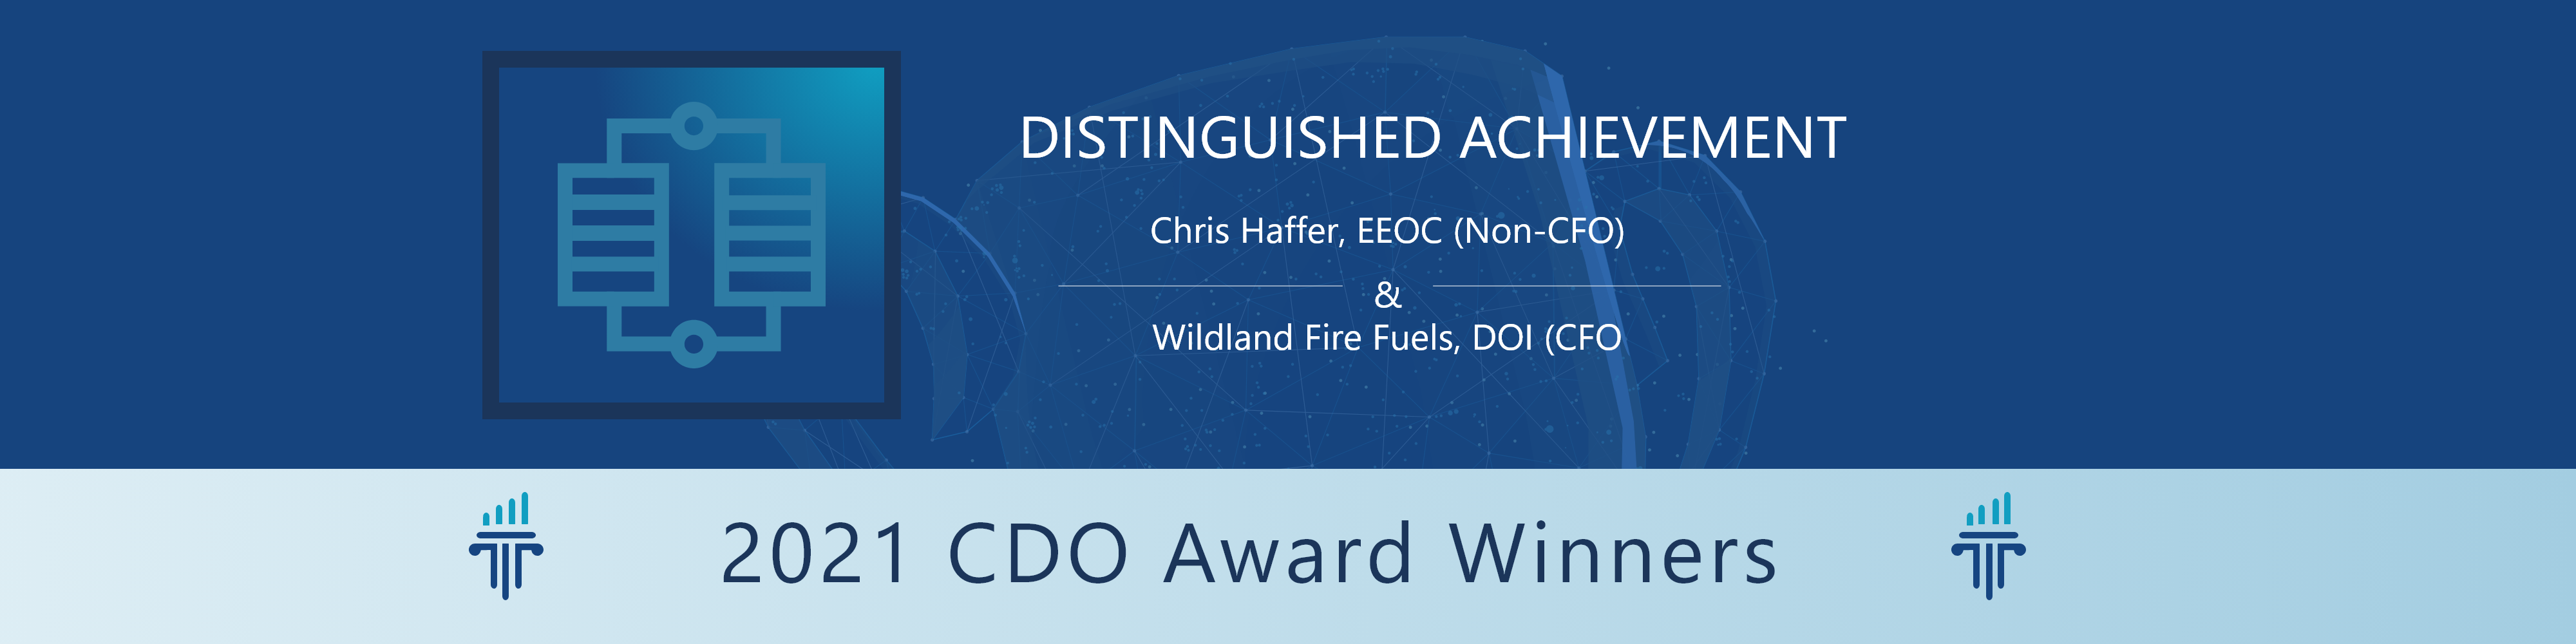 DISTINGUISHED ACHIEVEMENT
Chris Haffer, EEOC (Non-CFO)
&
Wildland Fire Fuels, DOI (CFO
2021 CDO Award Winners